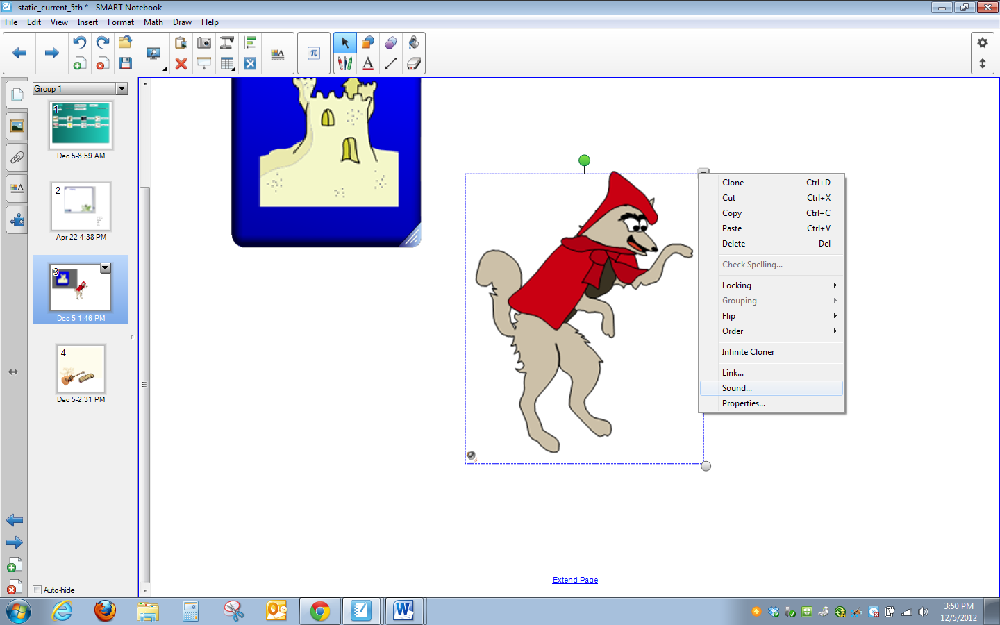 static_current_5th * - SMART Notebook
File Edit View Insert Format Math Draw Help
π
A
A
Group 1
1
Dec 5-8:59 AM
2
Apr 22-4:38 PM
3
Dec 5-1:46 PM
4
Dec 5-2:31 PM
Auto-hide
Clone Ctrl+D
Cut Ctrl+X
Copy Ctrl+C
Paste Ctrl+V
Delete Del
Check Spelling...
Locking
Grouping
Flip
Order
Infinite Cloner
Link...
Sound...
Properties...
Extend Page
3:50 PM
12/5/2012